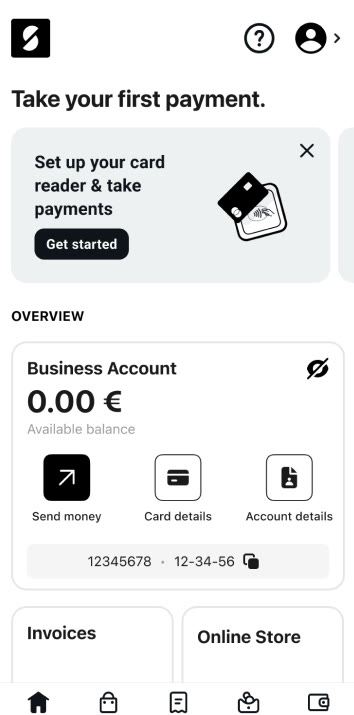 Take your first payment.
Set up your card
reader & take
payments
Get started
OVERVIEW
Business Account
0.00 €
Available balance
Send money
Card details
Account details
12345678 • 12-34-56
Invoices
Online Store